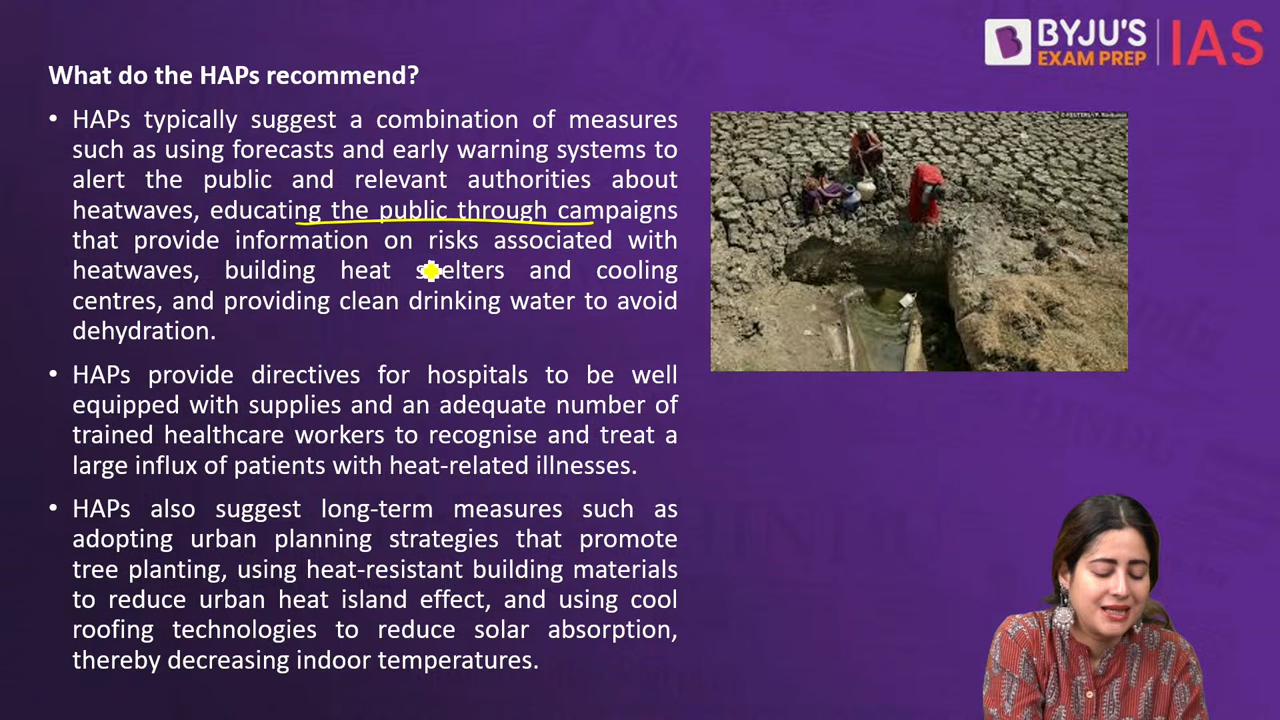 BYJU'S
EXAM PREP
IAS
What do the HAPs recommend?
• HAPs typically suggest a combination of measures
such as using forecasts and early warning systems to
alert the public and relevant authorities about
heatwaves, educating the public through campaigns
that provide information on risks associated with
heatwaves, building heat shelters and cooling
centres, and providing clean drinking water to avoid
dehydration.
• HAPs provide directives for hospitals to be well
equipped with supplies and an adequate number of
trained healthcare workers to recognise and treat a
large influx of patients with heat-related illnesses.
• HAPs also suggest long-term measures such as
adopting urban planning strategies that promote
tree planting, using heat-resistant building materials
to reduce urban heat island effect, and using cool
roofing technologies to reduce solar absorption,
thereby decreasing indoor temperatures.